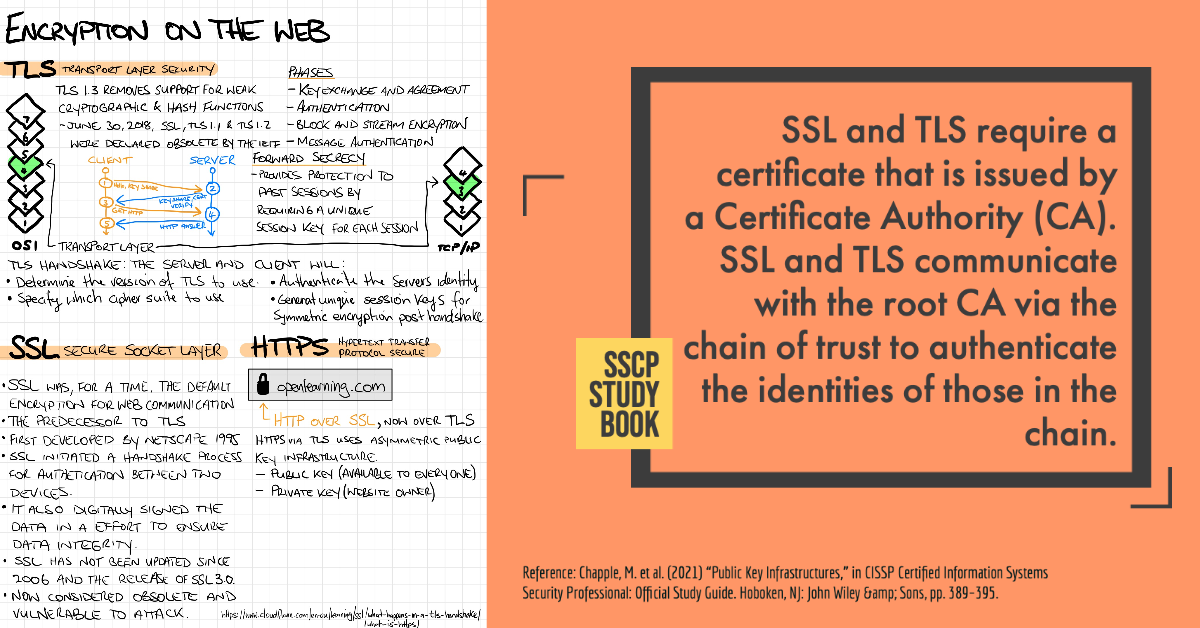 ENCRYPTION ON THE WEB
TLS TRANSPORT LAYER SECURITY
TLS 1.3 REMOVES SUPPORT FOR WEAK
CRYPTOGRAPHIC & HASH FUNCTIONS
- JUNE 30, 2018, SSL, TLS 1.1 & TLS 1.2
WERE DECLARED OBSOLETE BY THE IETF
PHASES
- KEY EXCHANGE AND AGREEMENT
- AUTHENTICATION
- BLOCK AND STREAM ENCRYPTION
- MESSAGE AUTHENTICATION
7
6
5
4
3
2
1
OSI
CLIENT
SERVER
1
KEY SHARE
2
KEY SHARE, CERT
VERIFY
3
GET HTTP
4
HTTP ANSWER
5
FORWARD SECRECY
- PROVIDES PROTECTION TO
PAST SESSIONS BY
REQUIRING A UNIQUE
SESSION KEY FOR EACH SESSION
4
3
2
1
TCP/IP
TRANSPORT LAYER
TLS HANDSHAKE: THE SERVER AND CLIENT WILL:
• Determine the version of TLS to use.
• Specify which cipher suite to use
• Authenticate the Servers identity
• Generat unique session keys for
Symmetric encryption post handshake
SSL SECURE SOCKET LAYER
• SSL WAS, FOR A TIME, THE DEFAULT
ENCRYPTION FOR WEB COMMUNICATION
• THE PREDECESSOR TO TLS
• FIRST DEVELOPED BY NETSCAPE 1995
• SSL INITIATED A HANDSHAKE PROCESS
FOR AUTHETICATION BETWEEN TWO
DEVICES.
• IT ALSO DIGITALLY SIGNED THE
DATA IN A EFFORT TO ENSURE
DATA INTEGRITY.
• SSL HAS NOT BEEN UPDATED SINCE
2006 AND THE RELEASE OF SSL 3.0.
• NOW CONSIDERED OBSOLETE AND
VULNERABLE TO ATTACK.
HTTPS HYPERTEXT TRANSFER
PROTOCOL SECURE
openlearning.com
HTTP OVER SSL, NOW OVER TLS
HTTPS VIA TLS USES ASYMMETRIC PUBLIC
KEY INFRASTRUCTURE.
- PUBLIC KEY (AVAILABLE TO EVERYONE)
- PRIVATE KEY (WEBSITE OWNER)
https://www.cloudflare.com/en-au/learning/ssl/what-happens-in-a-tls-handshake/
/what-is-https/
SSL and TLS require a
certificate that is issued by
a Certificate Authority (CA).
SSL and TLS communicate
with the root CA via the
chain of trust to authenticate
the identities of those in the
chain.
SSCP
STUDY
BOOK
Reference: Chapple, M. et al. (2021) “Public Key Infrastructures,” in CISSP Certified Information Systems
Security Professional: Official Study Guide. Hoboken, NJ: John Wiley &amp; Sons, pp. 389–395.